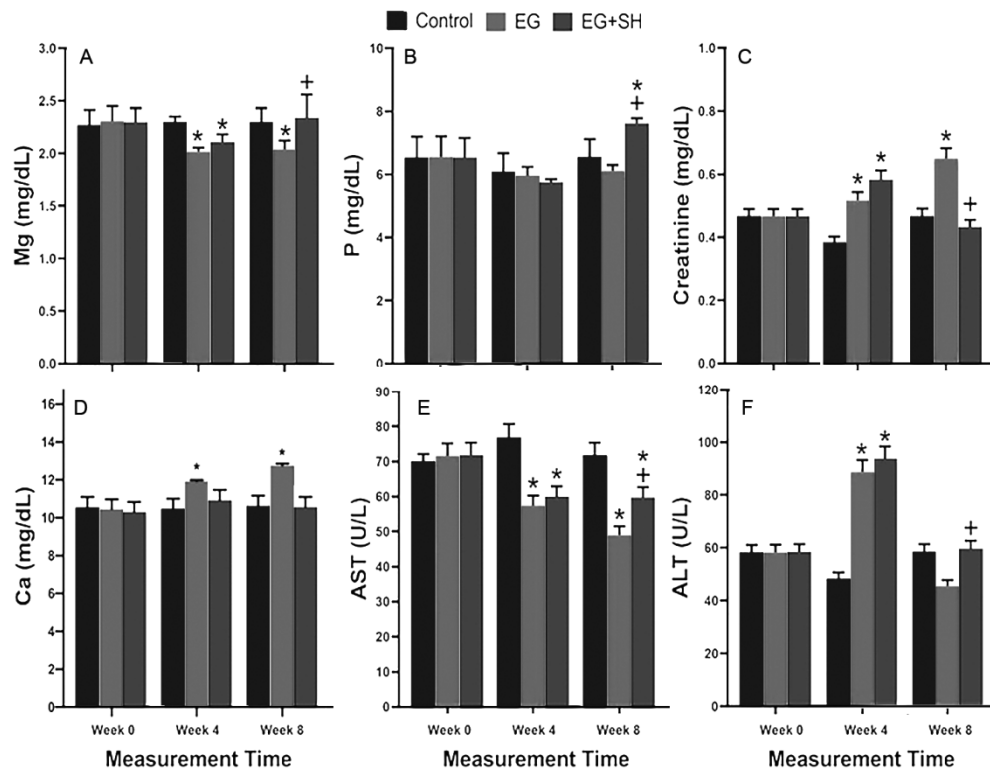 Control EG EG+SH
A
Mg (mg/dL)
3.0
2.5
2.0
1.5
1.0
0.5
0.0
* * * +
B
P (mg/dL)
8
6
4
2
0
*
+
C
Creatinine (mg/dL)
1.0
0.8
0.6
0.4
0.2
0.0
* * * +
D
Ca (mg/dL)
16
14
12
10
8
6
4
2
0
* *
Week 0 Week 4 Week 8
Measurement Time
E
AST (U/L)
90
80
70
60
50
40
30
20
10
0
* * * *
+
Week 0 Week 4 Week 8
Measurement Time
F
ALT (U/L)
120
100
80
60
40
20
0
* * +
Week 0 Week 4 Week 8
Measurement Time